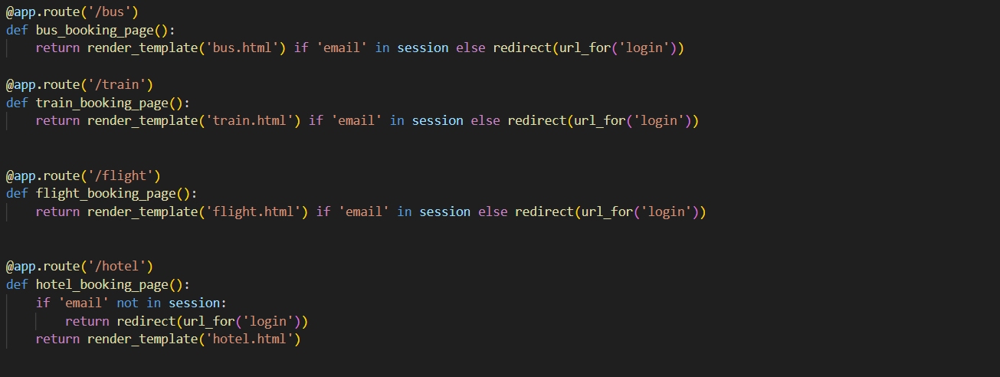 @app.route('/bus')
def bus_booking_page():
    return render_template('bus.html') if 'email' in session else redirect(url_for('login'))
@app.route('/train')
def train_booking_page():
    return render_template('train.html') if 'email' in session else redirect(url_for('login'))
@app.route('/flight')
def flight_booking_page():
    return render_template('flight.html') if 'email' in session else redirect(url_for('login'))
@app.route('/hotel')
def hotel_booking_page():
    if 'email' not in session:
        return redirect(url_for('login'))
    return render_template('hotel.html')